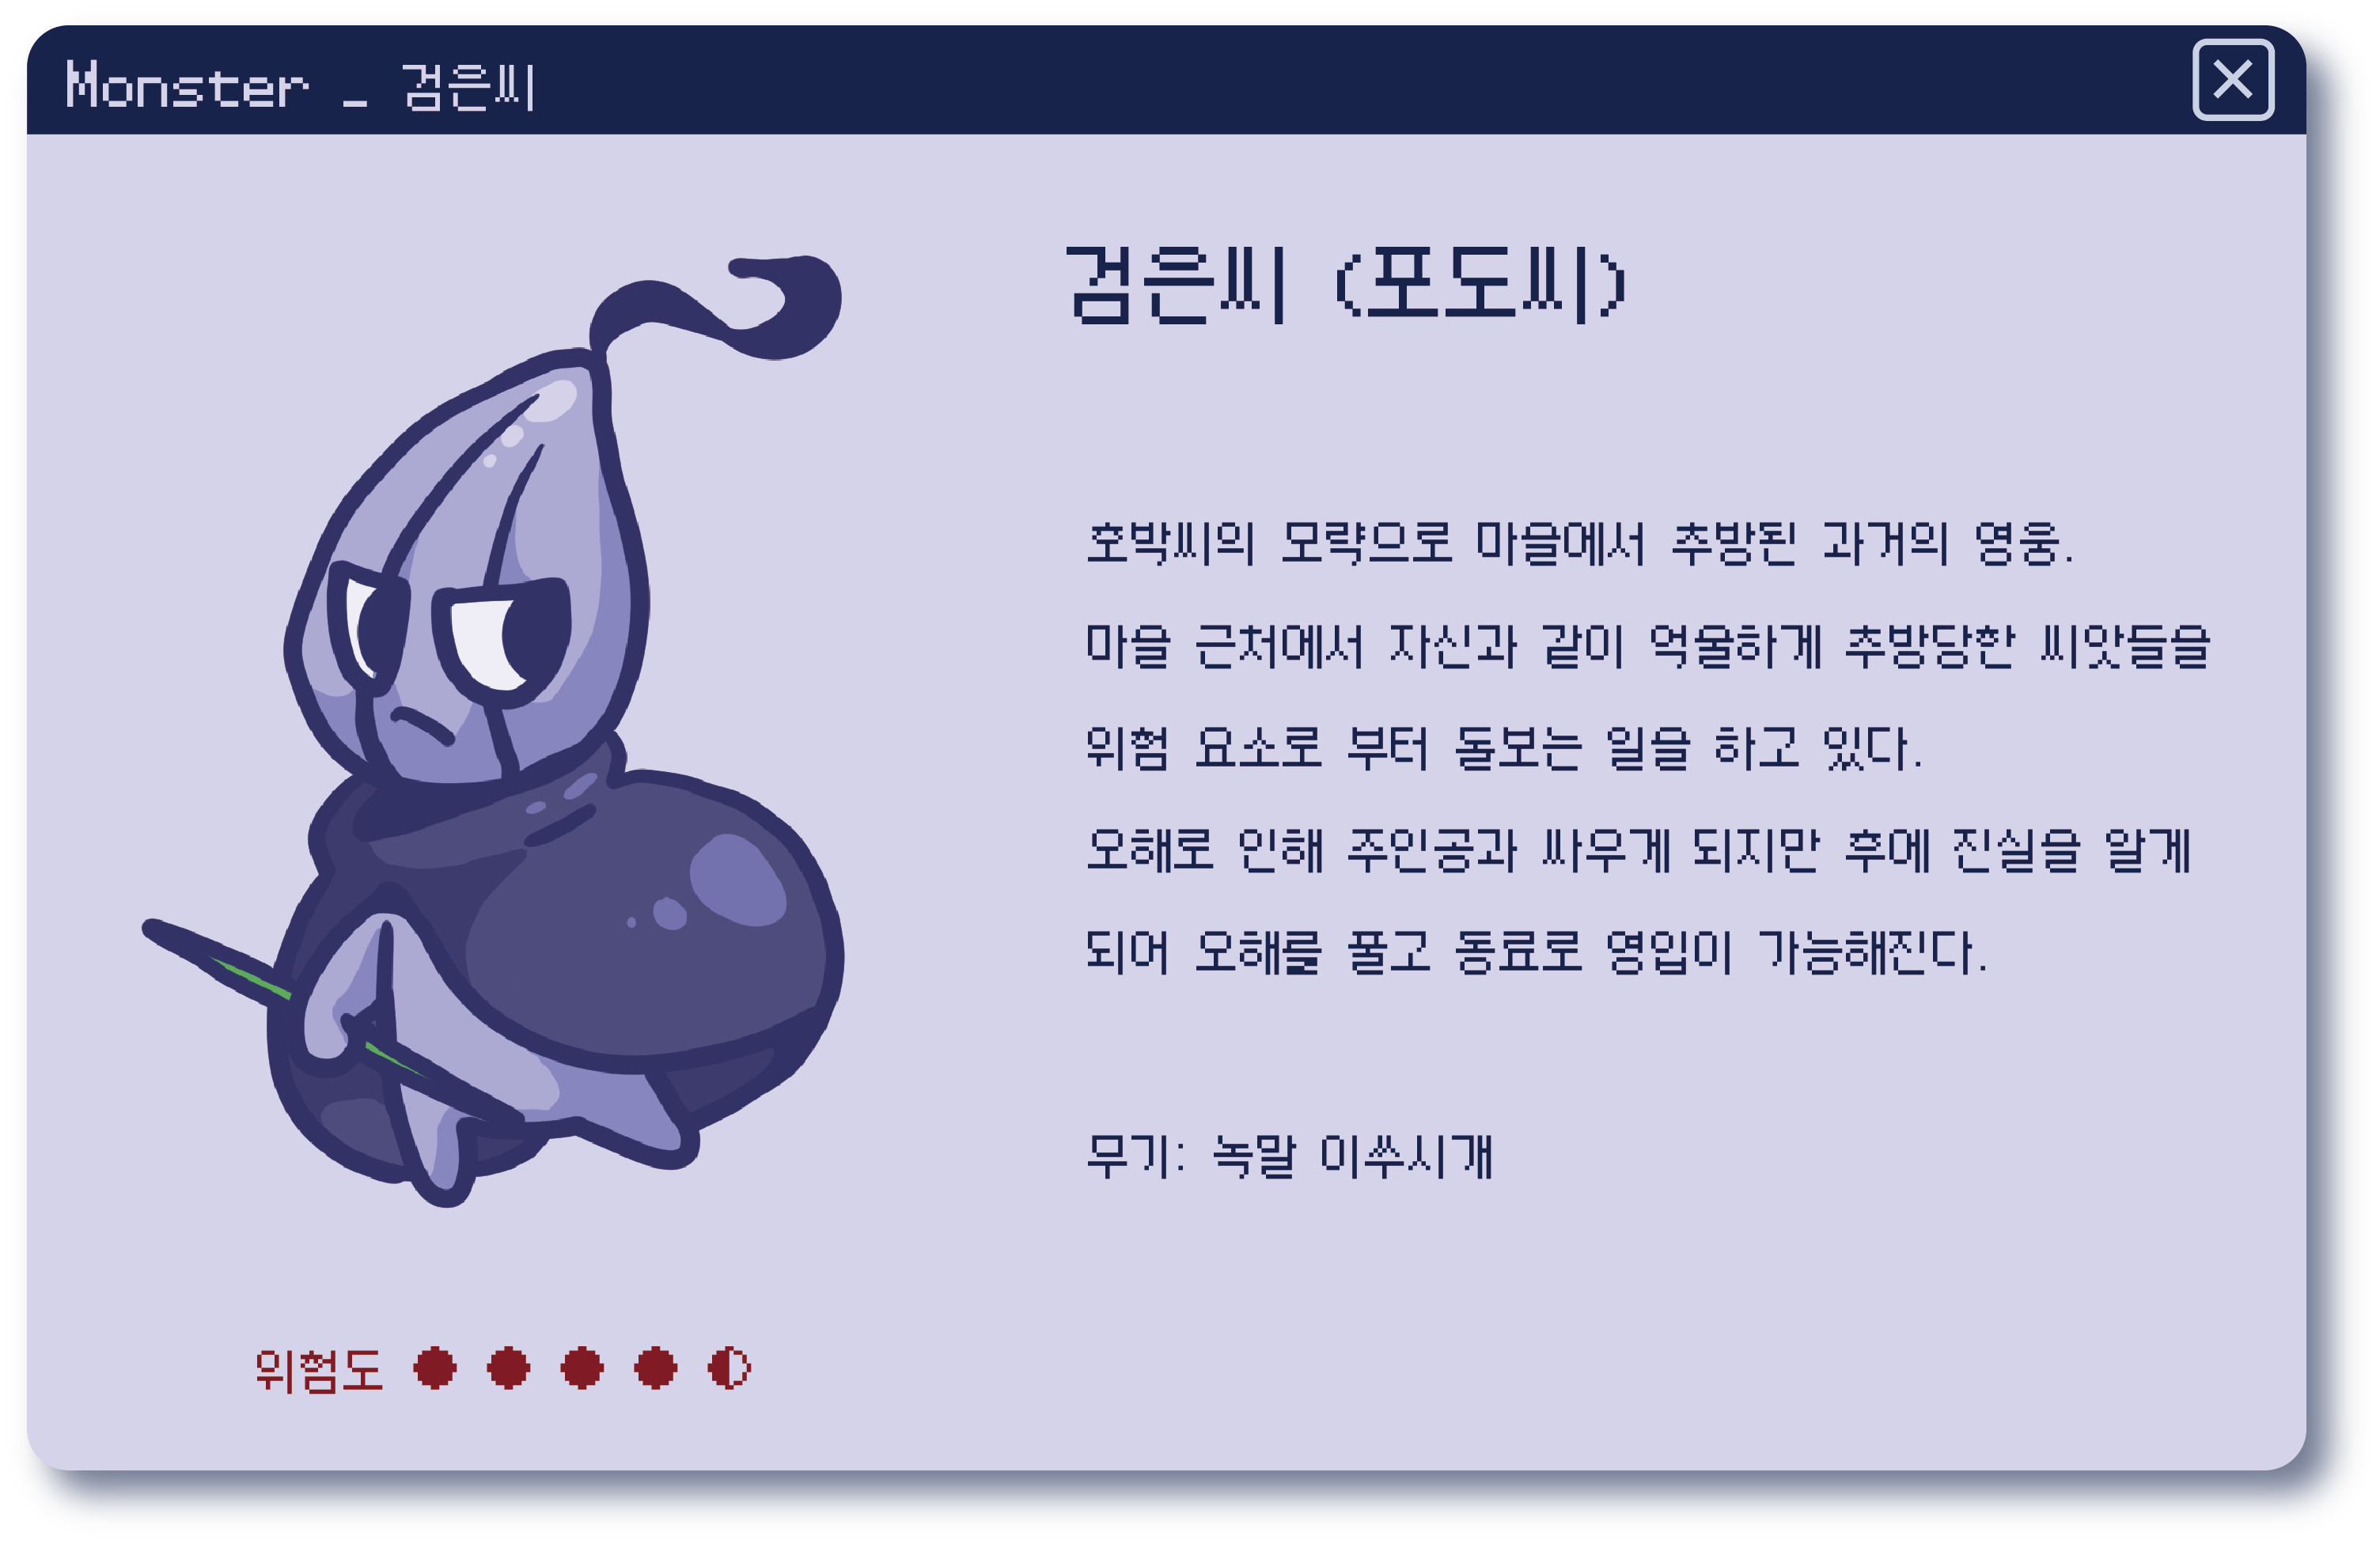 Monster _ 검은씨
검은씨 (포도씨)
호박씨의 모략으로 마을에서 추방된 과거의 영웅.
마을 근처에서 자신과 같이 억울하게 추방당한 씨앗들을
위험 요소로 부터 돌보는 일을 하고 있다.
오해로 인해 주인공과 싸우게 되지만 후에 진실을 알게
되어 오해를 풀고 동료로 영입이 가능해진다.
무기: 녹말 이쑤시개
위험도